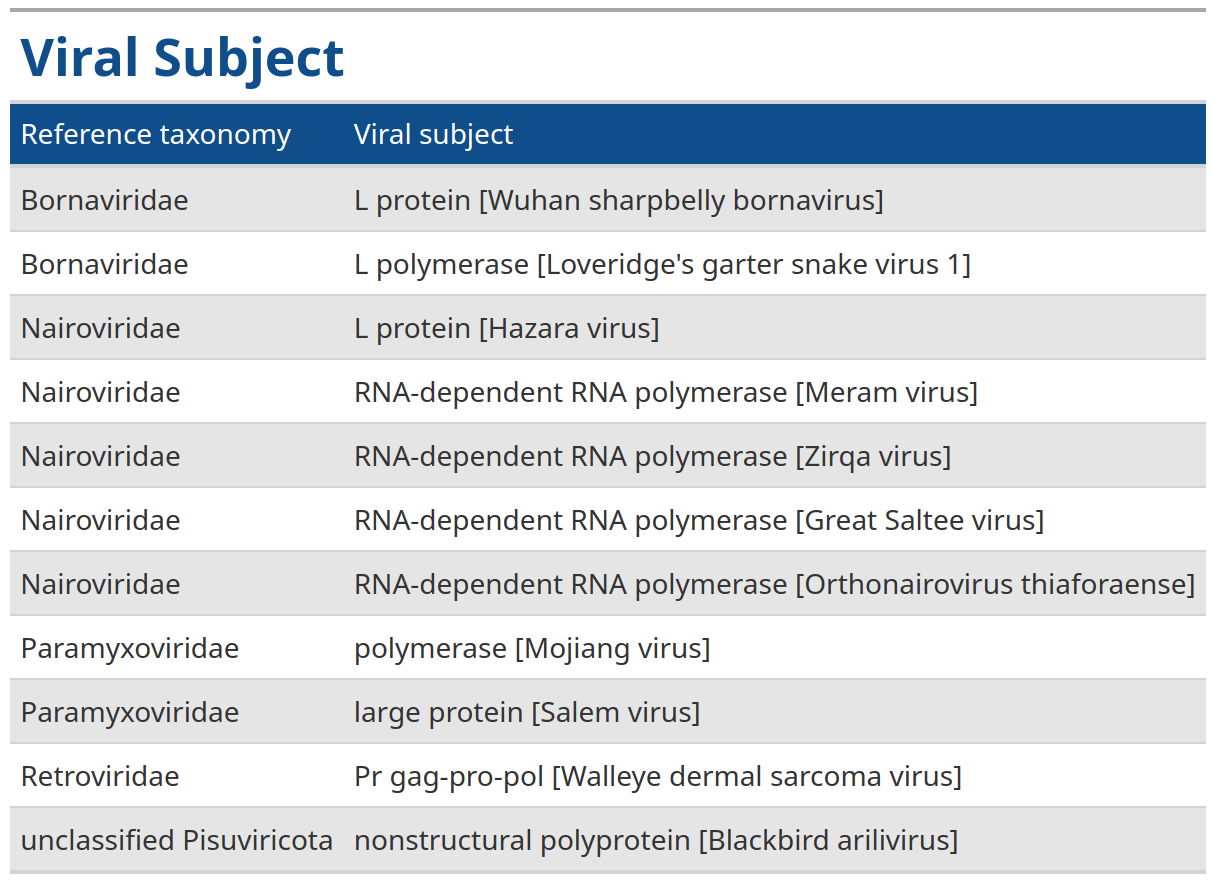 Viral Subject
Reference taxonomy Viral subject
Bornaviridae L protein [Wuhan sharpbelly bornavirus]
Bornaviridae L polymerase [Loveridge's garter snake virus 1]
Nairoviridae L protein [Hazara virus]
Nairoviridae RNA-dependent RNA polymerase [Meram virus]
Nairoviridae RNA-dependent RNA polymerase [Zirqa virus]
Nairoviridae RNA-dependent RNA polymerase [Great Saltee virus]
Nairoviridae RNA-dependent RNA polymerase [Orthonairovirus thiaforaense]
Paramyxoviridae polymerase [Mojiang virus]
Paramyxoviridae large protein [Salem virus]
Retroviridae Pr gag-pro-pol [Walleye dermal sarcoma virus]
unclassified Pisuviricota nonstructural polyprotein [Blackbird arilivirus]